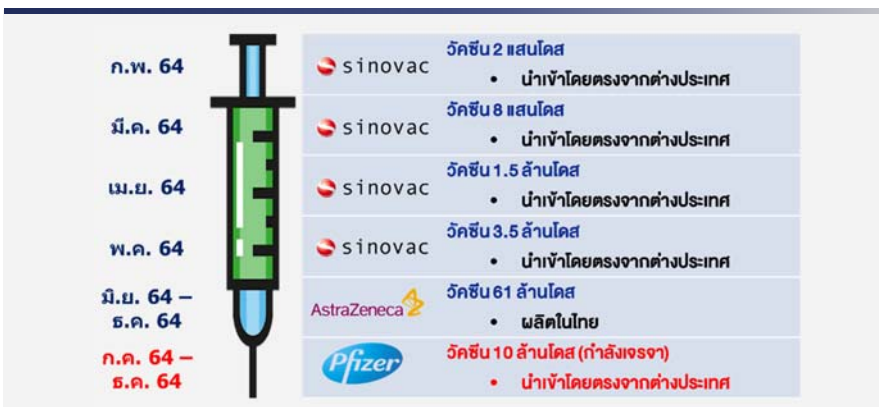 ก.พ. 64
sinovac
วัคซีน 2 แสนโดส
• นำเข้าโดยตรงจากต่างประเทศ
มี.ค. 64
sinovac
วัคซีน 8 แสนโดส
• นำเข้าโดยตรงจากต่างประเทศ
เม.ย. 64
sinovac
วัคซีน 1.5 ล้านโดส
• นำเข้าโดยตรงจากต่างประเทศ
พ.ค. 64
sinovac
วัคซีน 3.5 ล้านโดส
• นำเข้าโดยตรงจากต่างประเทศ
มิ.ย. 64 –
ธ.ค. 64
AstraZeneca
วัคซีน 61 ล้านโดส
• ผลิตในไทย
ก.ค. 64 –
ธ.ค. 64
Pfizer
วัคซีน 10 ล้านโดส (กำลังเจรจา)
• นำเข้าโดยตรงจากต่างประเทศ